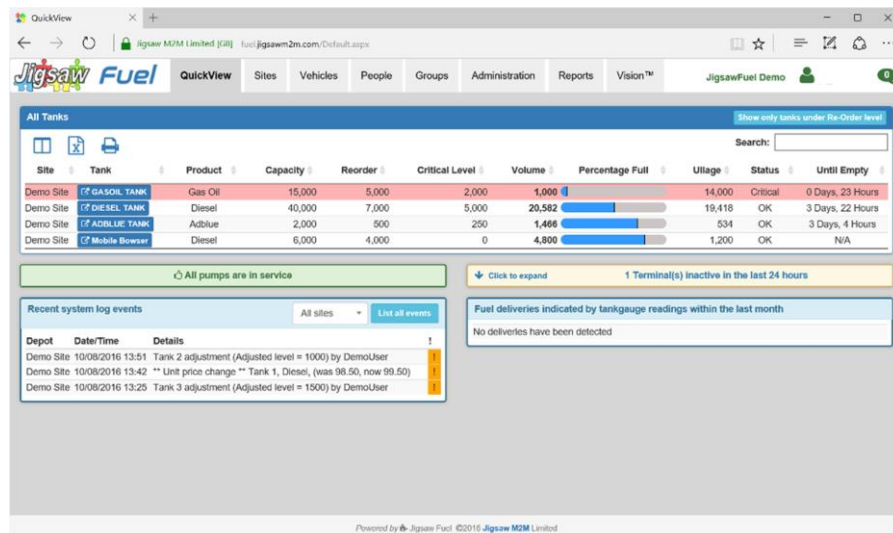 QuickView
Jigsaw M2M Limited [GB] fuel.jigsawm2m.com/Default.aspx
Jigsaw Fuel QuickView Sites Vehicles People Groups Administration Reports Vision™ JigsawFuel Demo 0
All Tanks Show only tanks under Re-Order level
Search:
Site Tank Product Capacity Reorder Critical Level Volume Percentage Full Ullage Status Until Empty
Demo Site GASOIL TANK Gas Oil 15,000 5,000 2,000 1,000 14,000 Critical 0 Days, 23 Hours
Demo Site DIESEL TANK Diesel 40,000 7,000 5,000 20,582 19,418 OK 3 Days, 22 Hours
Demo Site ADBLUE TANK Adblue 2,000 500 250 1,466 534 OK 3 Days, 4 Hours
Demo Site Mobile Bowser Diesel 6,000 4,000 0 4,800 1,200 OK N/A
All pumps are in service Click to expand 1 Terminal(s) inactive in the last 24 hours
Recent system log events All sites List all events Fuel deliveries indicated by tankgauge readings within the last month
No deliveries have been detected
Depot Date/Time Details !
Demo Site 10/08/2016 13:51 Tank 2 adjustment (Adjusted level = 1000) by DemoUser !
Demo Site 10/08/2016 13:42 ** Unit price change ** Tank 1, Diesel, (was 98.50, now 99.50) !
Demo Site 10/08/2016 13:25 Tank 3 adjustment (Adjusted level = 1500) by DemoUser !
Powered by Jigsaw Fuel ©2016 Jigsaw M2M Limited